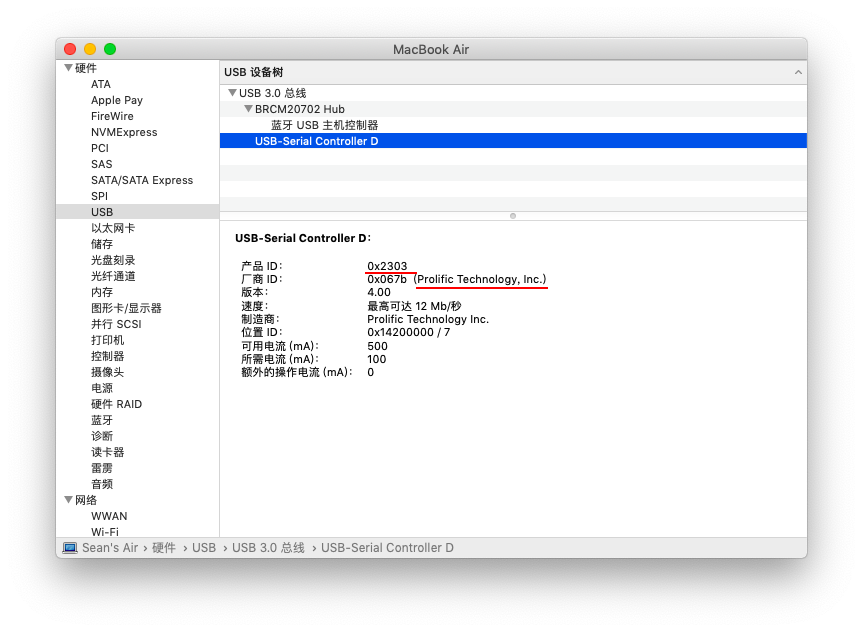 MacBook Air
硬件
ATA
Apple Pay
FireWire
NVMExpress
PCI
SAS
SATA/SATA Express
SPI
USB
以太网卡
储存
光盘刻录
光纤通道
内存
图形卡/显示器
并行 SCSI
打印机
控制器
摄像头
电源
硬件 RAID
蓝牙
诊断
读卡器
雷雳
音频
网络
WWAN
Wi-Fi
USB 设备树
USB 3.0 总线
BRCM20702 Hub
蓝牙 USB 主机控制器
USB-Serial Controller D
USB-Serial Controller D:
产品 ID: 0x2303
厂商 ID: 0x067b (Prolific Technology, Inc.)
版本: 4.00
速度: 最高可达 12 Mb/秒
制造商: Prolific Technology Inc.
位置 ID: 0x14200000 / 7
可用电流 (mA): 500
所需电流 (mA): 100
额外的操作电流 (mA): 0
Sean's Air › 硬件 › USB › USB 3.0 总线 › USB-Serial Controller D